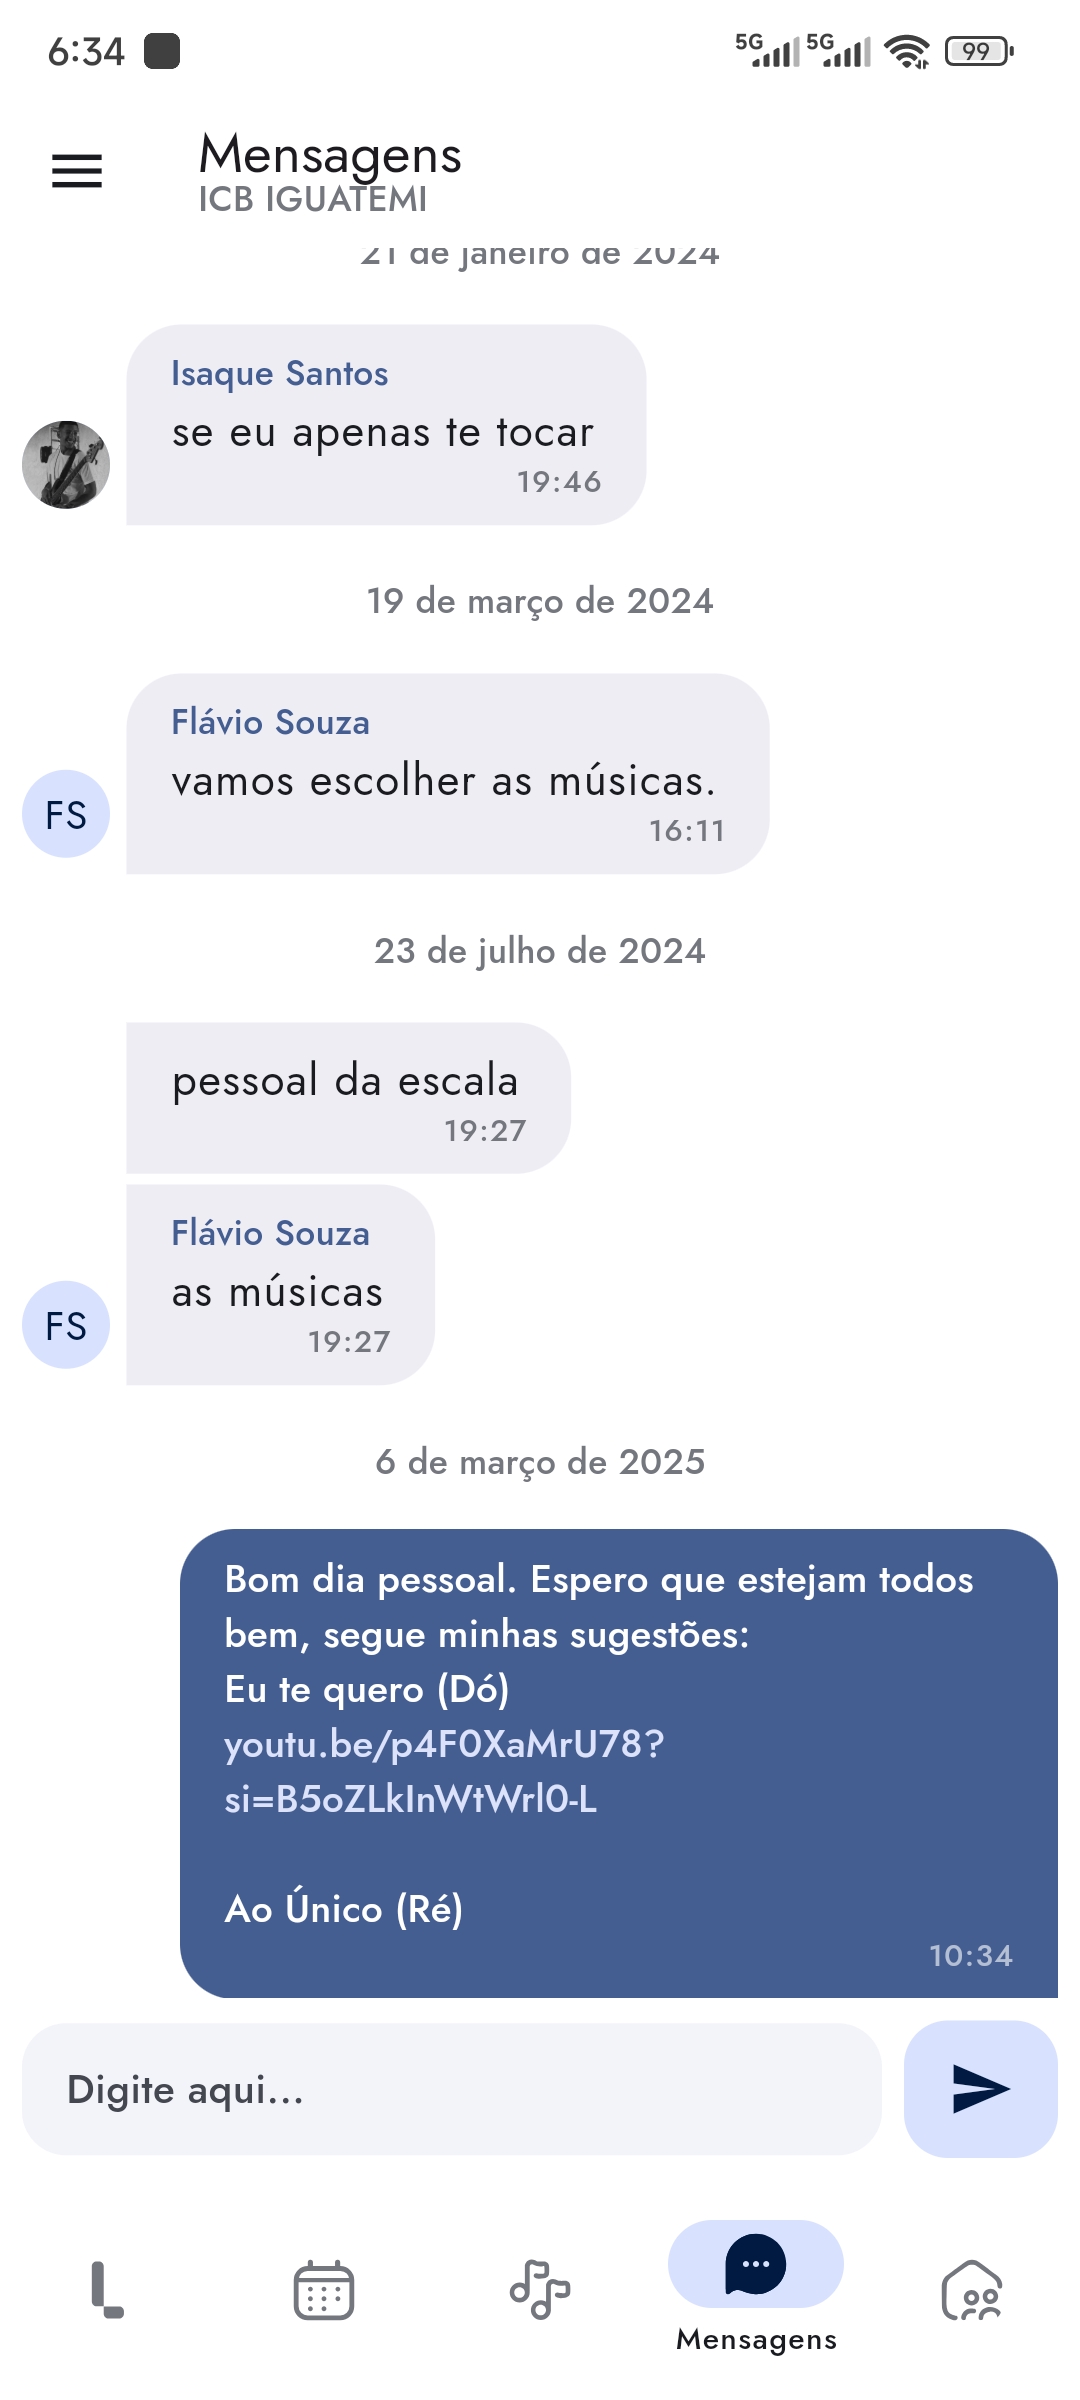 6:34
5G 5G 99
Mensagens
ICB IGUATEMI
21 de janeiro de 2024
Isaque Santos
se eu apenas te tocar
19:46
19 de março de 2024
Flávio Souza
vamos escolher as músicas.
FS
16:11
23 de julho de 2024
pessoal da escala
19:27
Flávio Souza
as músicas
FS
19:27
6 de março de 2025
Bom dia pessoal. Espero que estejam todos
bem, segue minhas sugestões:
Eu te quero (Dó)
youtu.be/p4F0XaMrU78?
si=B5oZLkInWtWrl0-L
Ao Único (Ré)
10:34
Digite aqui...
Mensagens